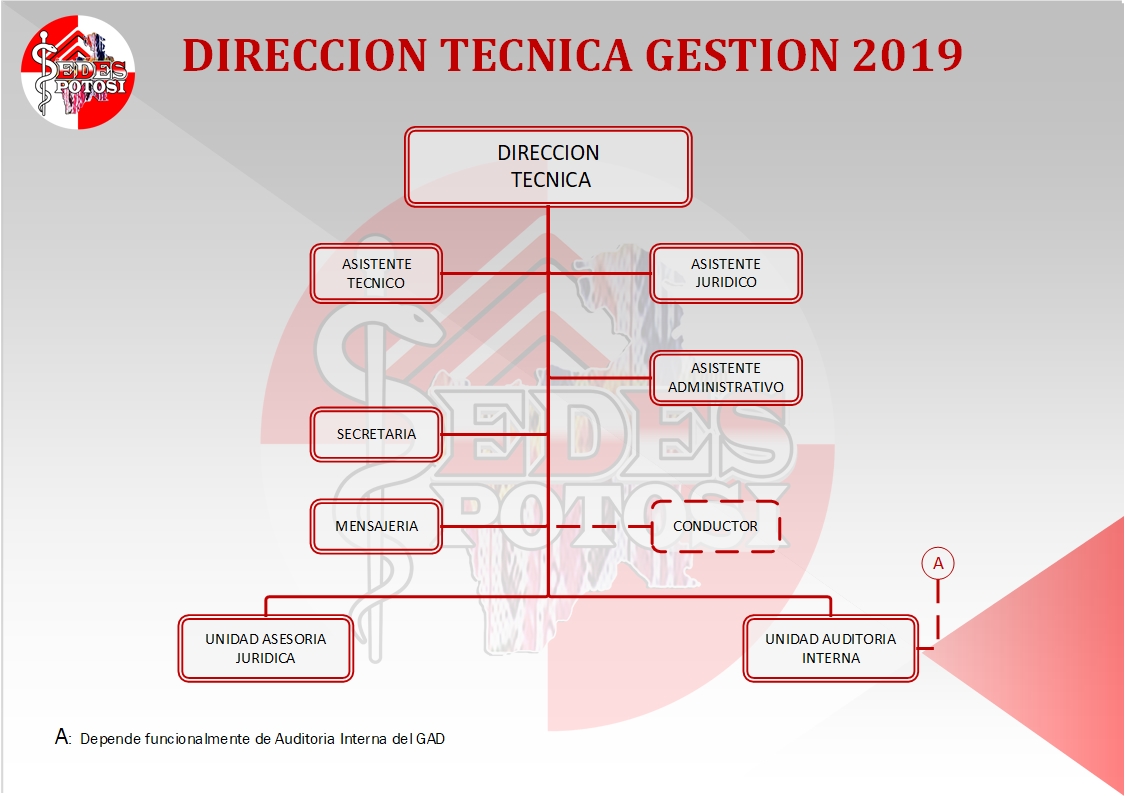 SEDES
POTOSI
DIRECCION TECNICA GESTION 2019
DIRECCION
TECNICA
ASISTENTE
TECNICO
ASISTENTE
JURIDICO
ASISTENTE
ADMINISTRATIVO
SECRETARIA
SEDES
POTOSI
MENSAJERIA
CONDUCTOR
A
UNIDAD ASESORIA
JURIDICA
UNIDAD AUDITORIA
INTERNA
A: Depende funcionalmente de Auditoria Interna del GAD